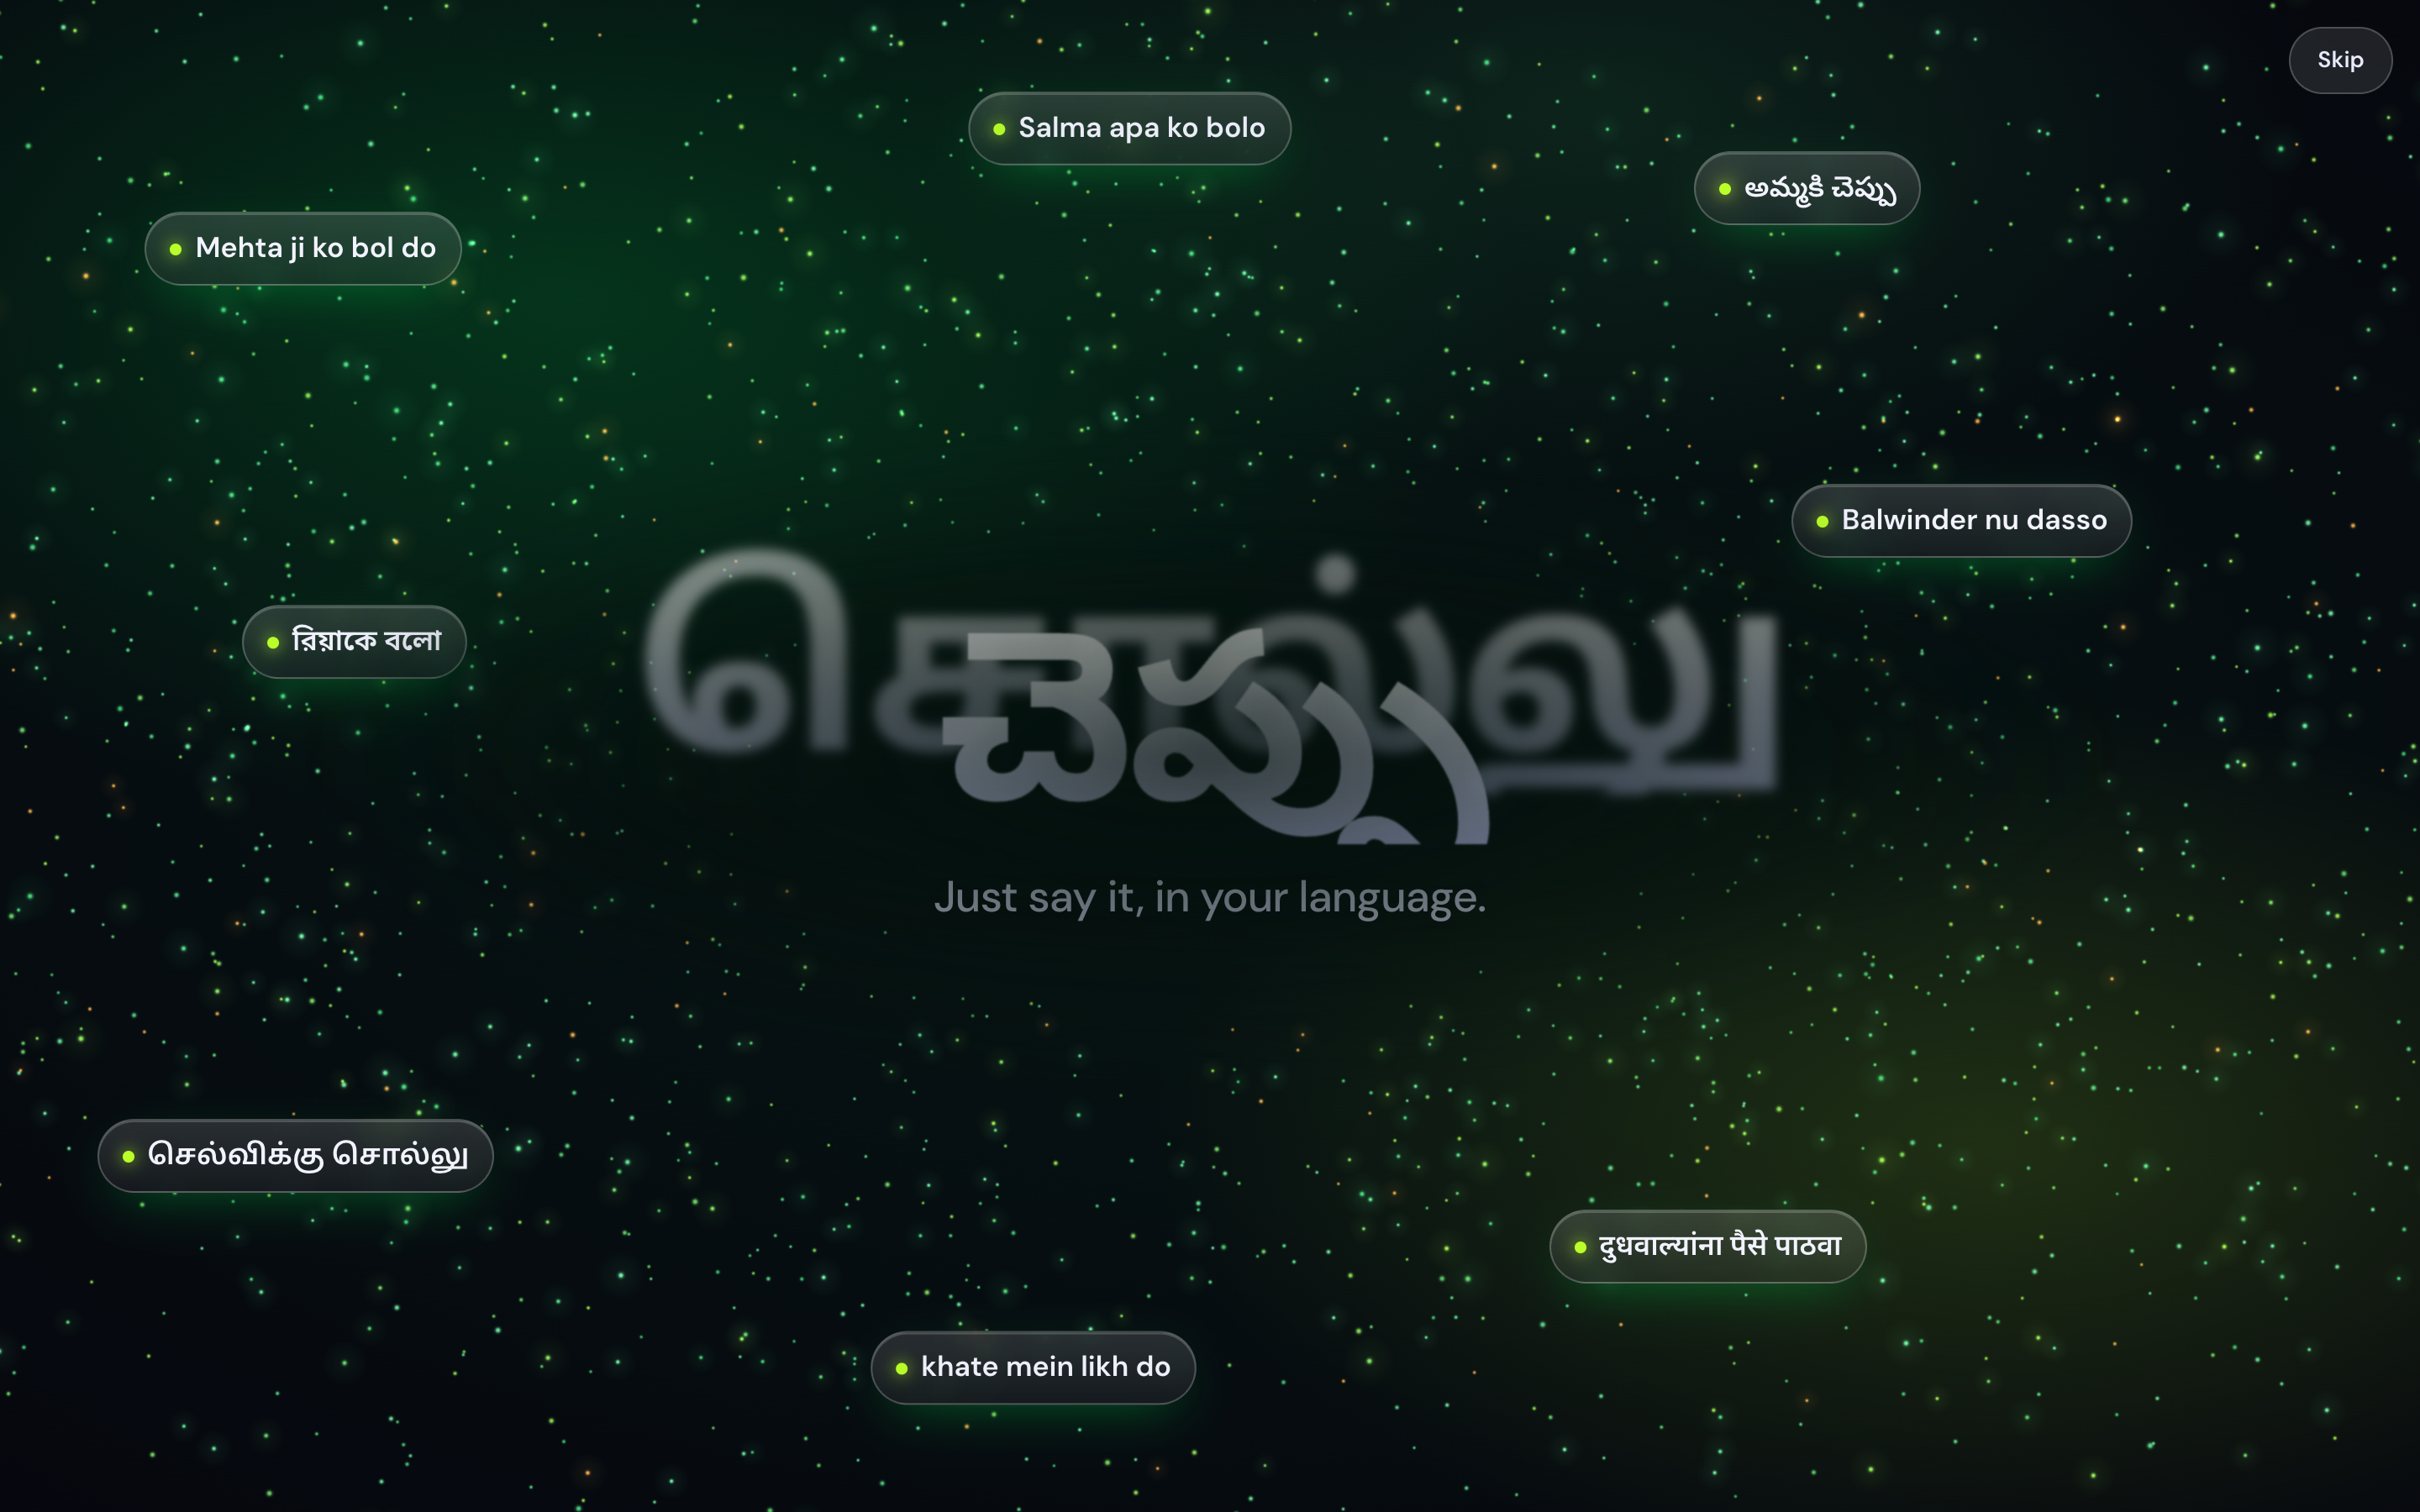 Skip
Salma apa ko bolo
అమ్మకి చెప్పు
Mehta ji ko bol do
Balwinder nu dasso
রিয়াকে বলো
சொல்லு
చెప్పు
Just say it, in your language.
செல்விக்கு சொல்லு
दुधवाल्यांना पैसे पाठवा
khate mein likh do